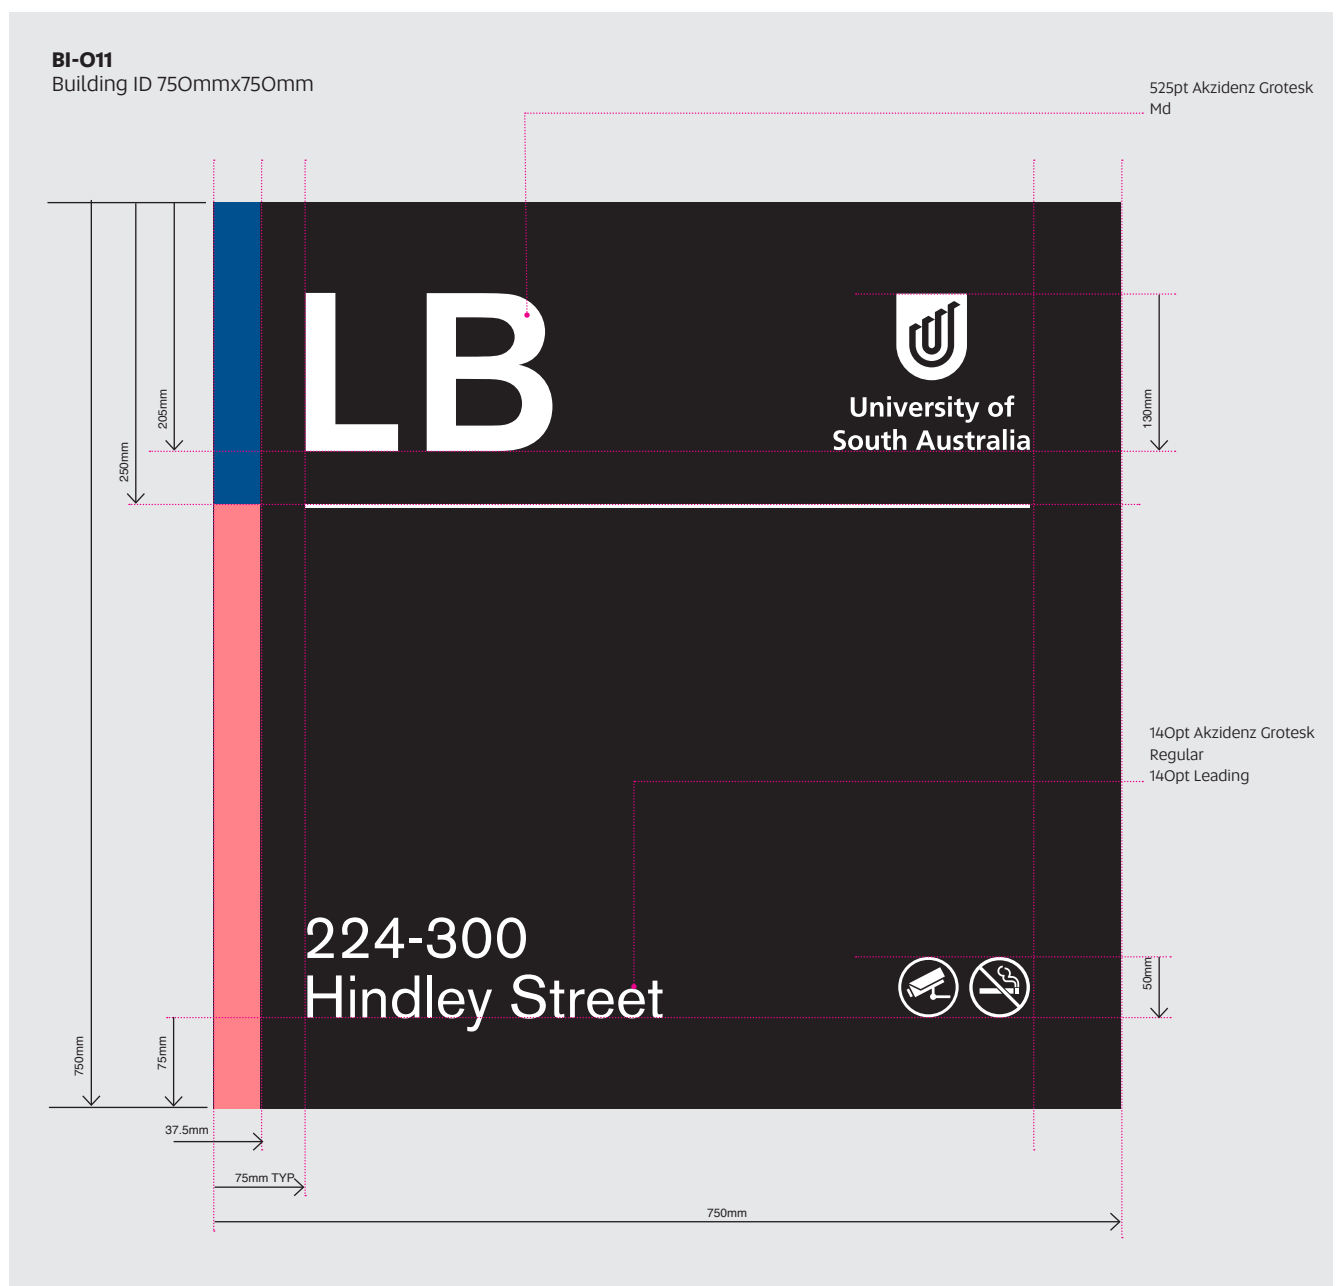 BI-O11
Building ID 750mmx750mm
525pt Akzidenz Grotesk
Md
LB
University of
South Australia
205mm
250mm
130mm
140pt Akzidenz Grotesk
Regular
140pt Leading
224-300
Hindley Street
50mm
750mm
75mm
37.5mm
75mm TYP
750mm